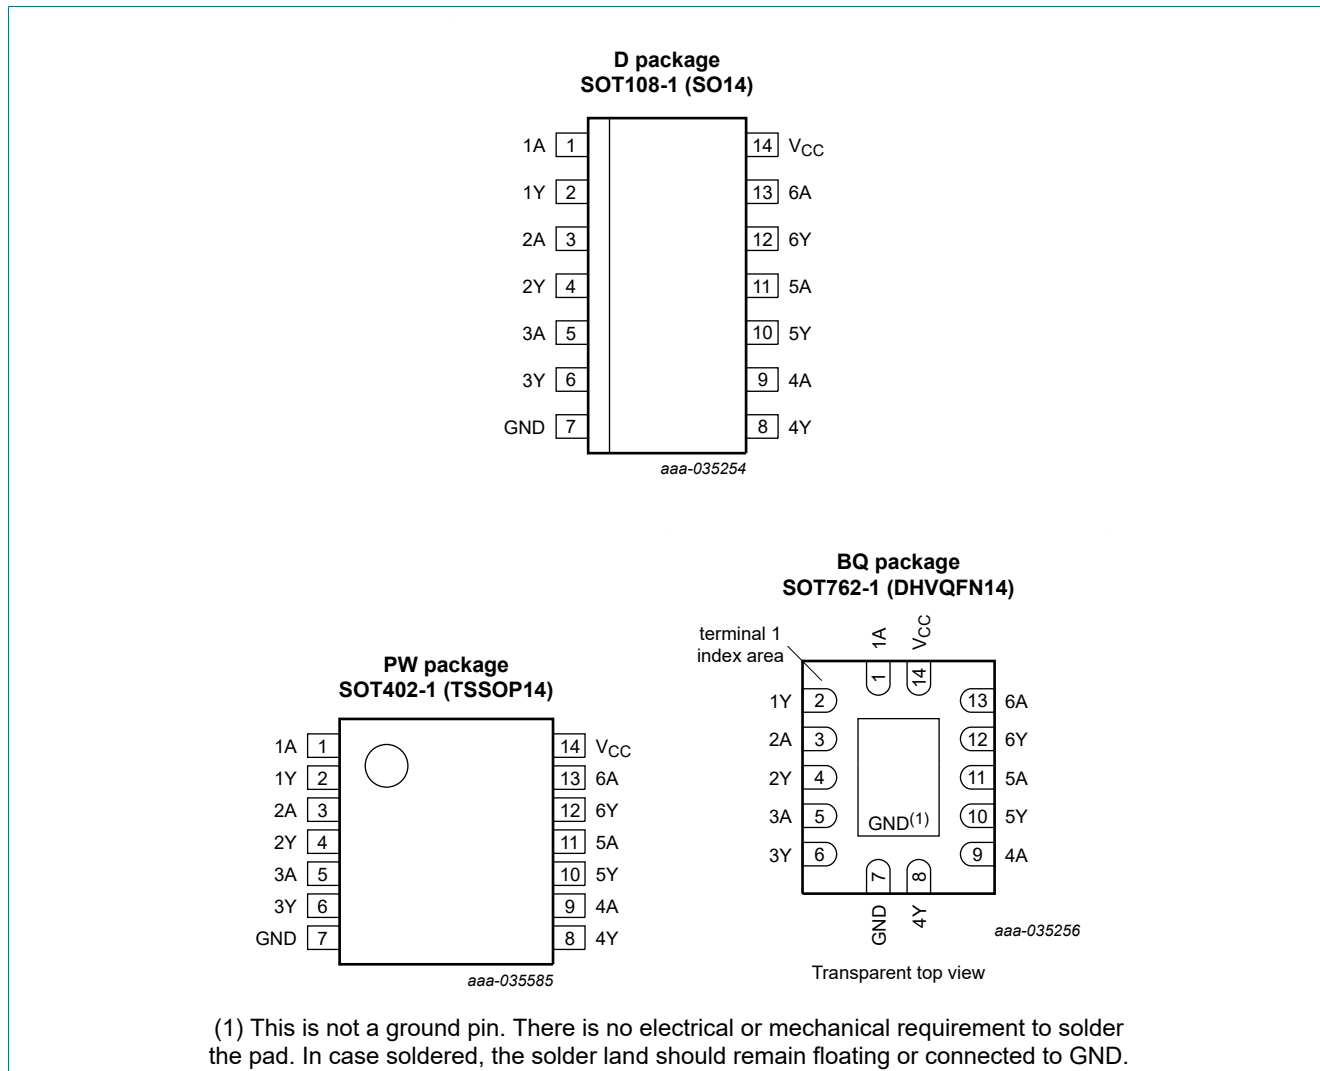 D package
SOT108-1 (SO14)
1A 1 14 VCC
1Y 2 13 6A
2A 3 12 6Y
2Y 4 11 5A
3A 5 10 5Y
3Y 6 9 4A
GND 7 8 4Y
aaa-035254
PW package
SOT402-1 (TSSOP14)
1A 1 14 VCC
1Y 2 13 6A
2A 3 12 6Y
2Y 4 11 5A
3A 5 10 5Y
3Y 6 9 4A
GND 7 8 4Y
aaa-035585
BQ package
SOT762-1 (DHVQFN14)
terminal 1
index area
1A VCC
1 14
1Y 2 13 6A
2A 3 12 6Y
2Y 4 11 5A
3A 5 10 5Y
GND(1)
3Y 6 9 4A
7 8
GND 4Y
aaa-035256
Transparent top view
(1) This is not a ground pin. There is no electrical or mechanical requirement to solder
the pad. In case soldered, the solder land should remain floating or connected to GND.